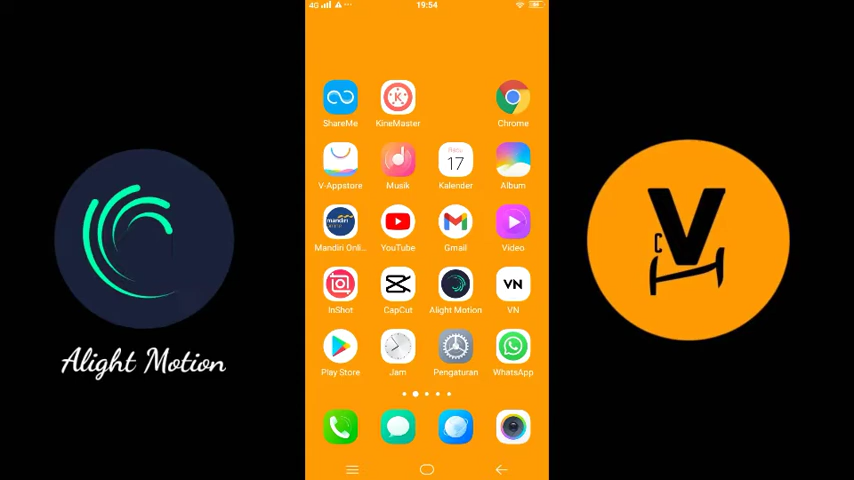 4G
19:54
ShareMe
KineMaster
Chrome
V-Appstore
Musik
17
Kalender
Album
mandiri
Mandiri Onli...
YouTube
Gmail
Video
InShot
CapCut
Alight Motion
VN
VN
Play Store
Jam
Pengaturan
WhatsApp
Alight Motion
V
C
H